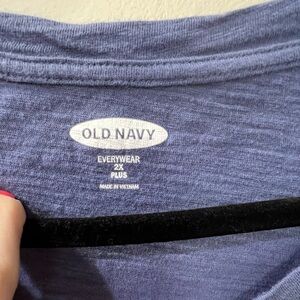 OLD NAVY
EVERYWEAR
2X
PLUS
MADE IN VIETNAM